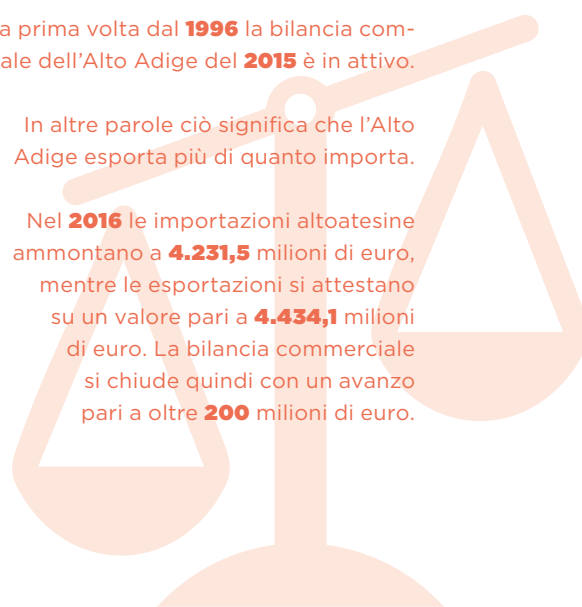 a prima volta dal 1996 la bilancia com-
ale dell'Alto Adige del 2015 è in attivo.
In altre parole ciò significa che l'Alto
Adige esporta più di quanto importa.
Nel 2016 le importazioni altoatesine
ammontano a 4.231,5 milioni di euro,
mentre le esportazioni si attestano
su un valore pari a 4.434,1 milioni
di euro. La bilancia commerciale
si chiude quindi con un avanzo
pari a oltre 200 milioni di euro.